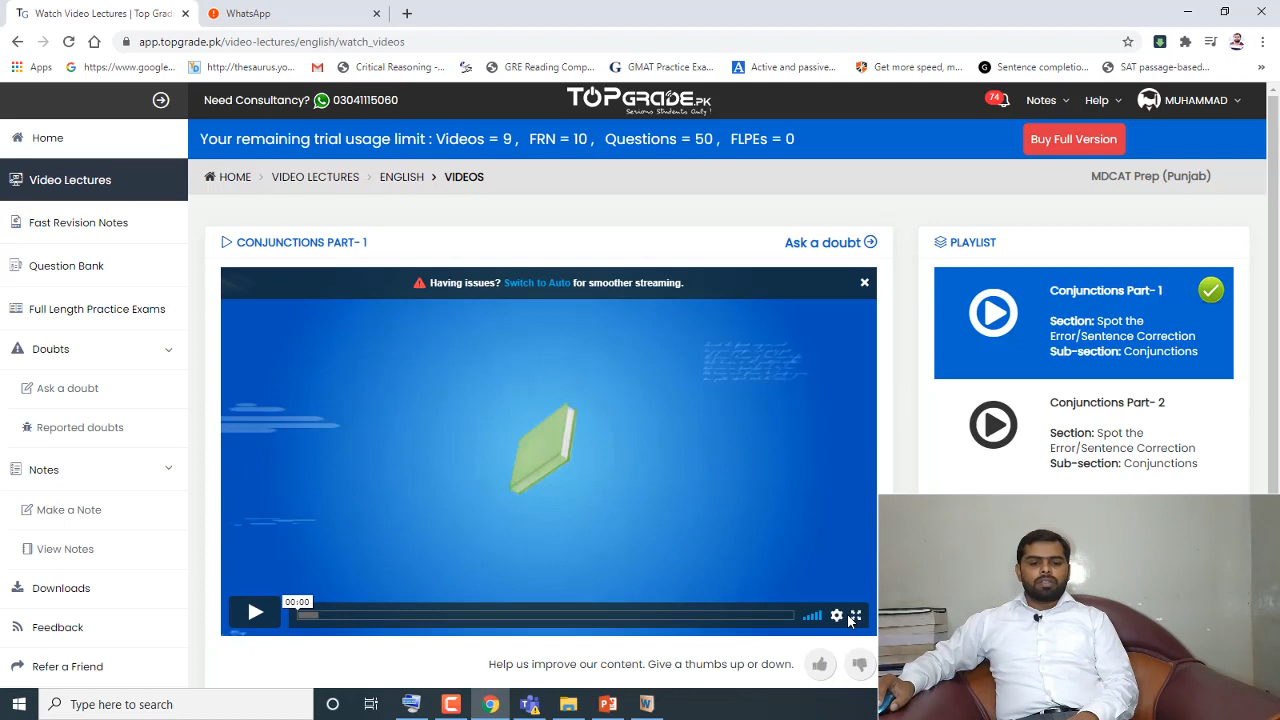 Watch Video Lectures | Top Grad
WhatsApp
app.topgrade.pk/video-lectures/english/watch_videos
Apps
https://www.google...
http://thesaurus.yo...
Critical Reasoning -...
GRE Reading Comp...
GMAT Practice Exa...
Active and passive...
Get more speed, m...
Sentence completio...
SAT passage-based...
Need Consultancy? 03041115060
TOPGRADE.PK
Serious Students Only!
74
Notes
Help
MUHAMMAD
Your remaining trial usage limit : Videos = 9 , FRN = 10 , Questions = 50 , FLPEs = 0
Buy Full Version
HOME > VIDEO LECTURES > ENGLISH > VIDEOS
MDCAT Prep (Punjab)
Home
Video Lectures
Fast Revision Notes
Question Bank
Full Length Practice Exams
Doubts
Ask a doubt
Reported doubts
Notes
Make a Note
View Notes
Downloads
Feedback
Refer a Friend
CONJUNCTIONS PART- 1
Ask a doubt
Having issues? Switch to Auto for smoother streaming.
00:00
Help us improve our content. Give a thumbs up or down.
PLAYLIST
Conjunctions Part- 1
Section: Spot the
Error/Sentence Correction
Sub-section: Conjunctions
Conjunctions Part- 2
Section: Spot the
Error/Sentence Correction
Sub-section: Conjunctions
Type here to search